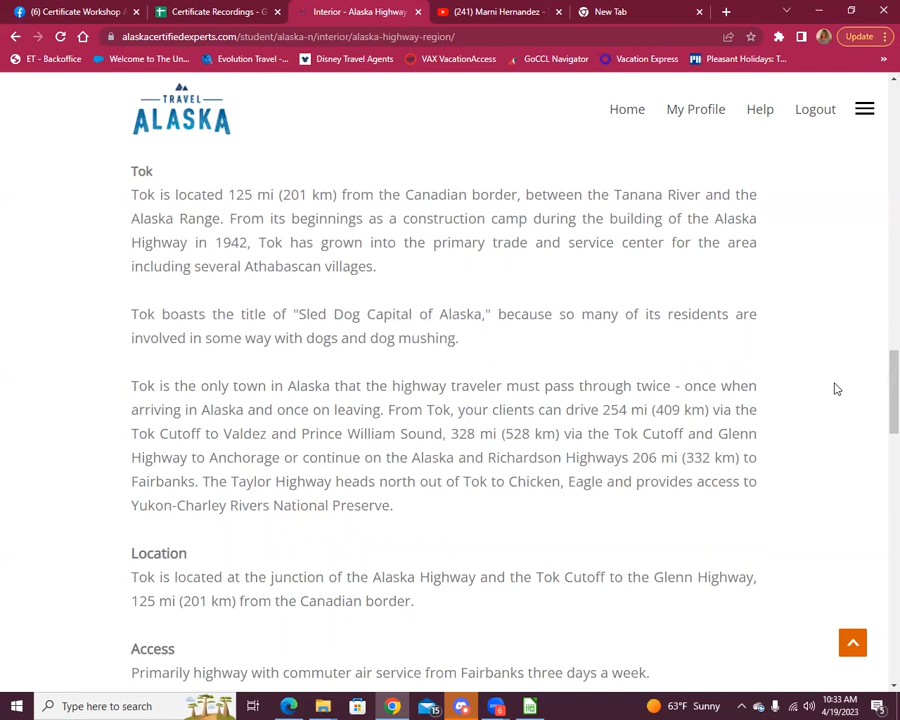 (6) Certificate Workshop A
Certificate Recordings - G
Interior - Alaska Highway
(241) Marni Hernandez -
New Tab
alaskacertifiedexperts.com/student/alaska-n/interior/alaska-highway-region/
Update
ET - Backoffice
Welcome to The Un...
Evolution Travel -...
Disney Travel Agents
VAX VacationAccess
GoCCL Navigator
Vacation Express
Pleasant Holidays: T...
TRAVEL
ALASKA
Home
My Profile
Help
Logout
Tok
Tok is located 125 mi (201 km) from the Canadian border, between the Tanana River and the
Alaska Range. From its beginnings as a construction camp during the building of the Alaska
Highway in 1942, Tok has grown into the primary trade and service center for the area
including several Athabascan villages.
Tok boasts the title of "Sled Dog Capital of Alaska," because so many of its residents are
involved in some way with dogs and dog mushing.
Tok is the only town in Alaska that the highway traveler must pass through twice - once when
arriving in Alaska and once on leaving. From Tok, your clients can drive 254 mi (409 km) via the
Tok Cutoff to Valdez and Prince William Sound, 328 mi (528 km) via the Tok Cutoff and Glenn
Highway to Anchorage or continue on the Alaska and Richardson Highways 206 mi (332 km) to
Fairbanks. The Taylor Highway heads north out of Tok to Chicken, Eagle and provides access to
Yukon-Charley Rivers National Preserve.
Location
Tok is located at the junction of the Alaska Highway and the Tok Cutoff to the Glenn Highway,
125 mi (201 km) from the Canadian border.
Access
Primarily highway with commuter air service from Fairbanks three days a week.
Type here to search
15
6
63°F Sunny
10:33 AM
4/19/2023
5